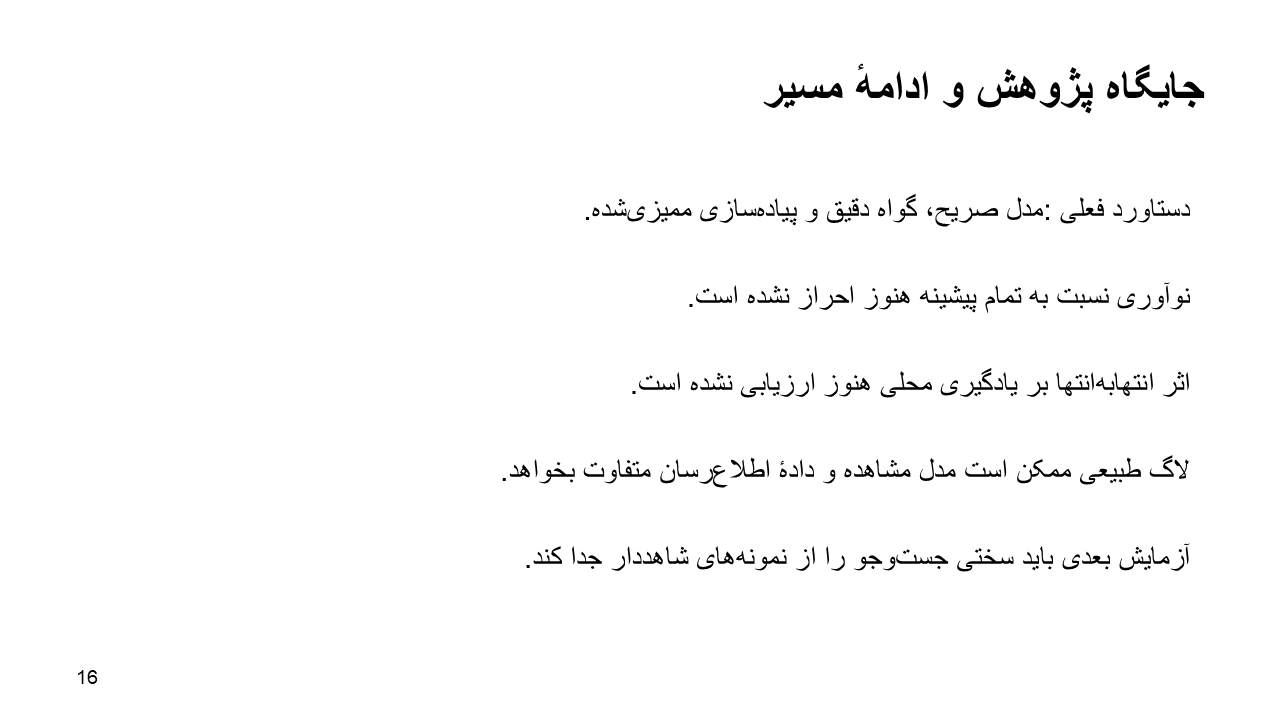 جایگاه پژوهش و ادامهٔ مسیر
دستاورد فعلی :مدل صریح، گواه دقیق و پیاده‌سازی ممیزی‌شده.
نوآوری نسبت به تمام پیشینه هنوز احراز نشده است.
اثر انتهابه‌انتها بر یادگیری محلی هنوز ارزیابی نشده است.
لاگ طبیعی ممکن است مدل مشاهده و دادهٔ اطلاع‌رسان متفاوت بخواهد.
آزمایش بعدی باید سختی جست‌وجو را از نمونه‌های شاهددار جدا کند.
16